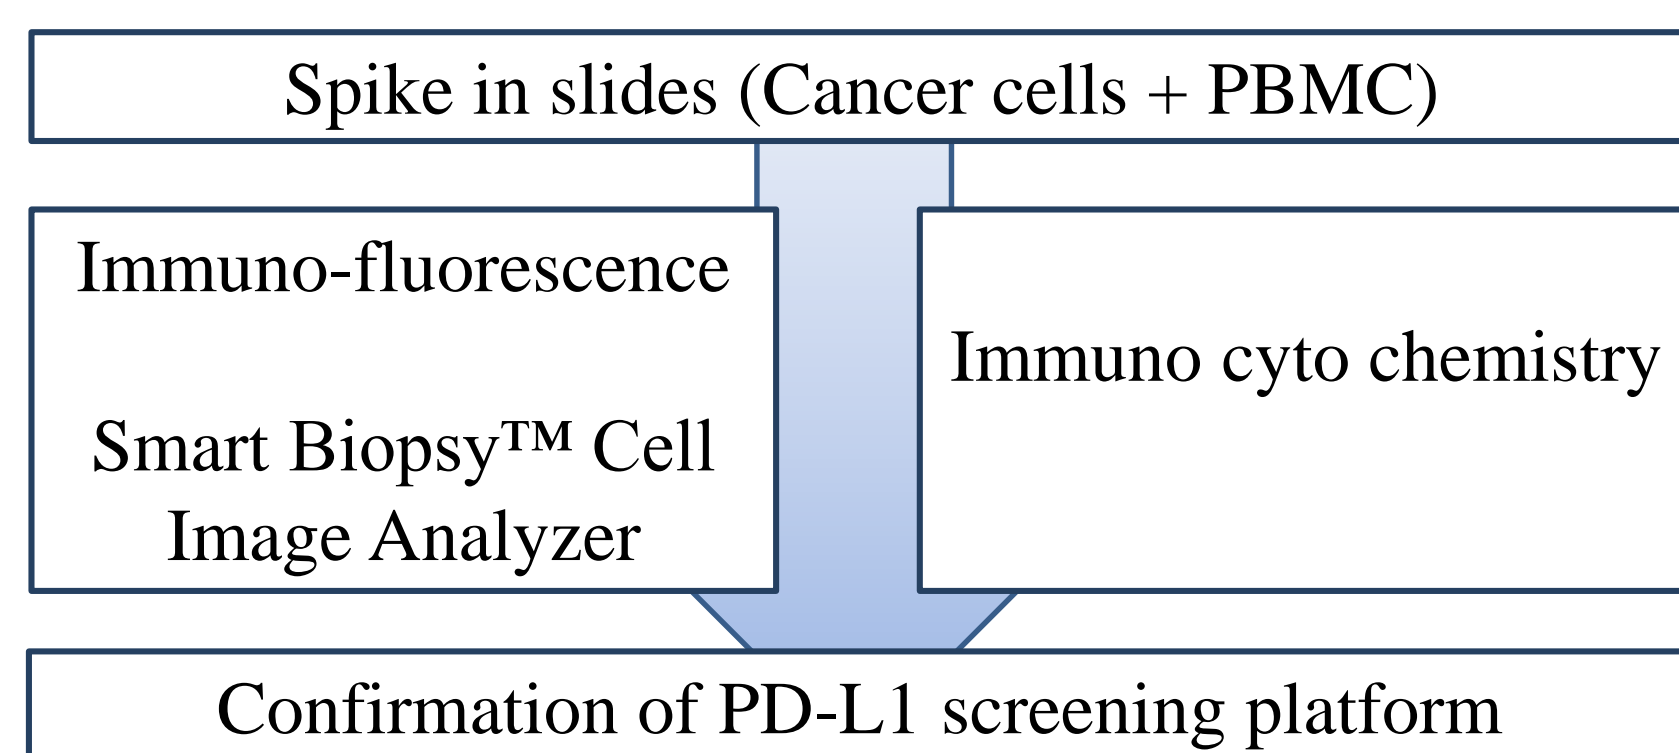 Spike in slides (Cancer cells + PBMC)
Immuno-fluorescence
Smart Biopsy™ Cell
Image Analyzer
Immuno cyto chemistry
Confirmation of PD-L1 screening platform